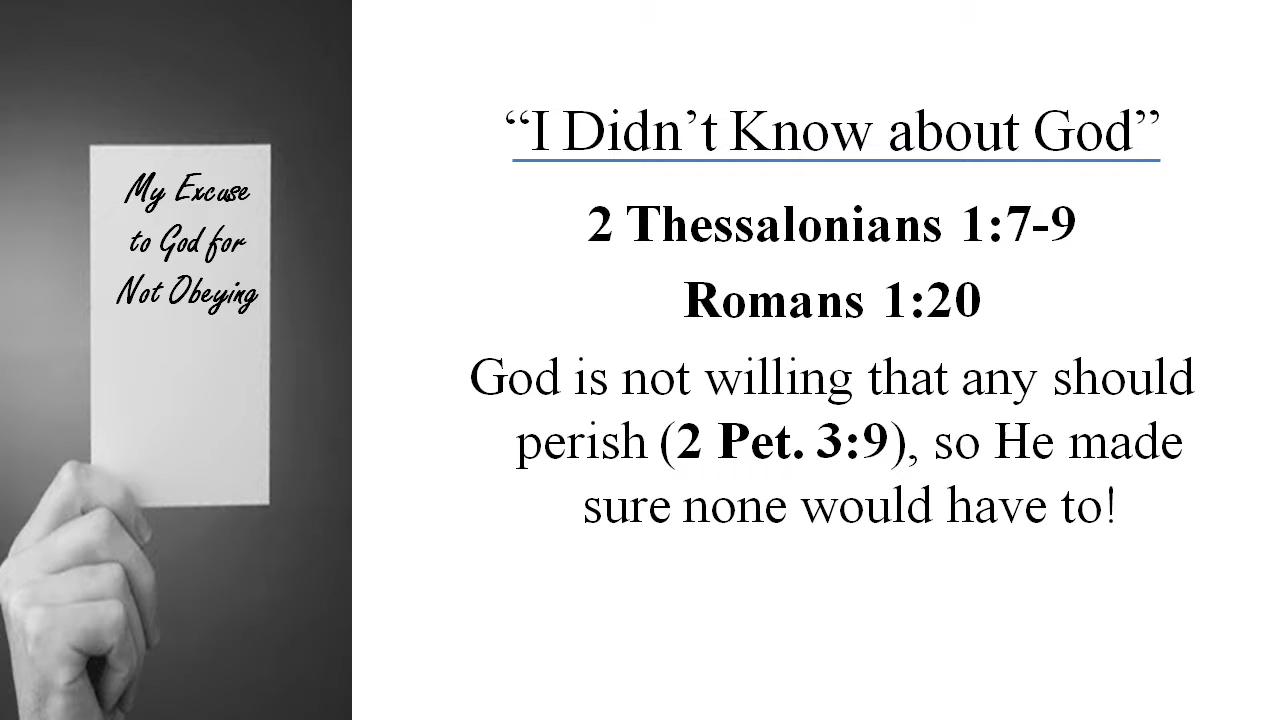 My Excuse
to God for
Not Obeying
“I Didn’t Know about God”
2 Thessalonians 1:7-9
Romans 1:20
God is not willing that any should
perish (2 Pet. 3:9), so He made
sure none would have to!